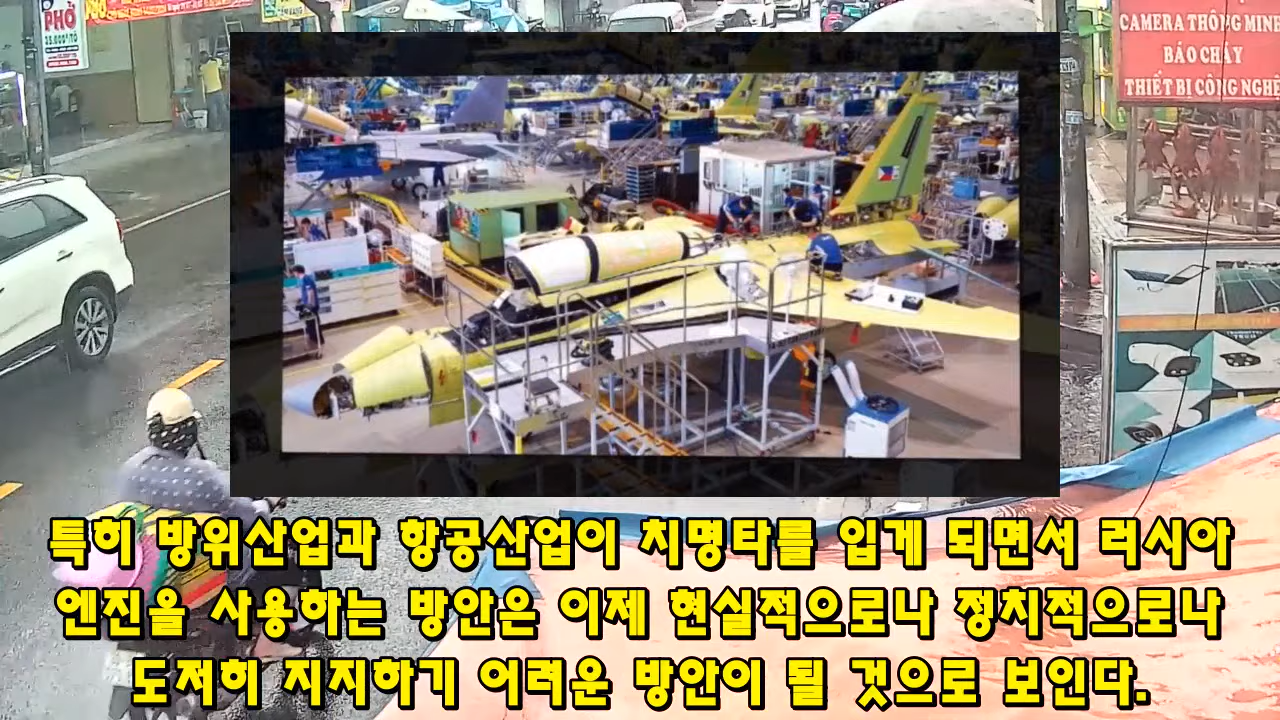 PHỞ
CAMERA THÔNG MINH
BÁO CHÁY
THIẾT BỊ CÔNG NGHỆ
특히 방위산업과 항공산업이 치명타를 입게 되면서 러시아
엔진을 사용하는 방안은 이제 현실적으로나 정치적으로나
도저히 지지하기 어려운 방안이 될 것으로 보인다.